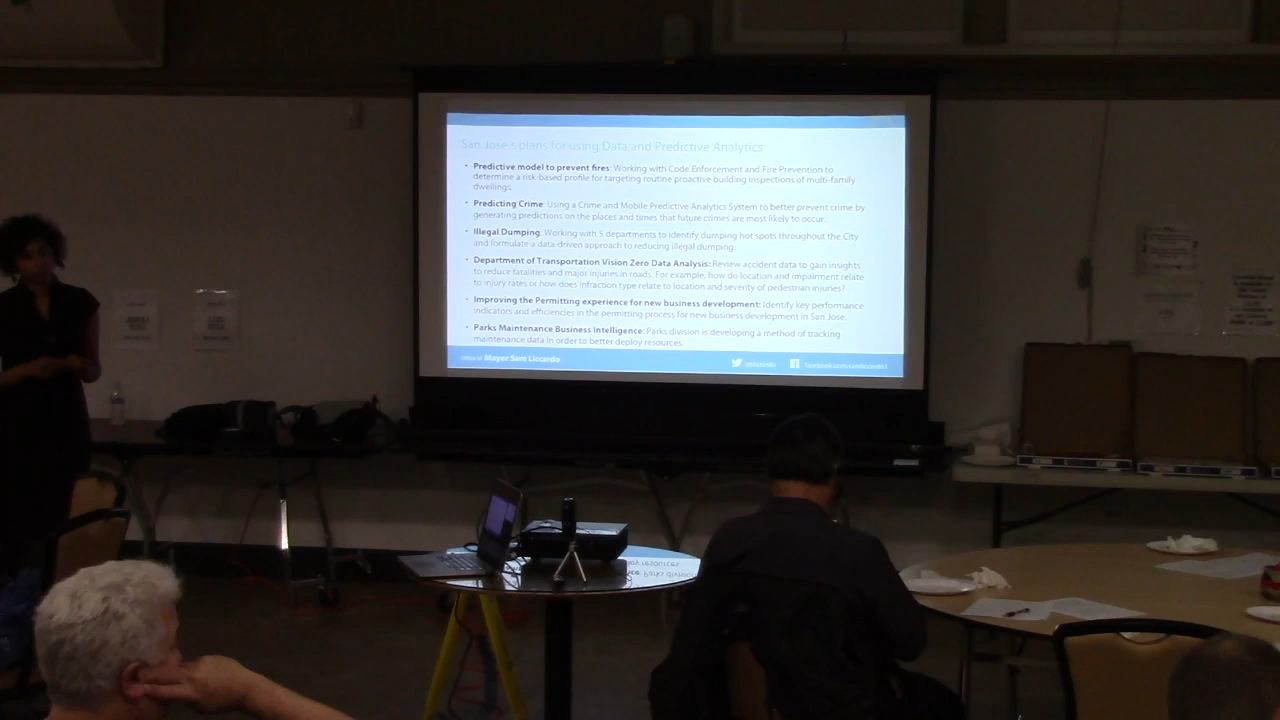 San José's plans for using Data and Predictive Analytics
• Predictive model to prevent fires: Working with Code Enforcement and Fire Prevention to
determine a risk-based profile for targeting routine proactive building inspections of multi-family
dwellings.
• Predicting Crime: Using a Crime and Mobile Predictive Analytics System to better prevent crime by
generating predictions on the places and times that future crimes are most likely to occur.
• Illegal Dumping: Working with 5 departments to identify dumping hot spots throughout the City
and formulate a data-driven approach to reducing illegal dumping.
• Department of Transportation Vision Zero Data Analysis: Review accident data to gain insights
to reduce fatalities and major injuries in roads. For example, how do location and impairment relate
to injury rates or how does infraction type relate to location and severity of pedestrian injuries?
• Improving the Permitting experience for new business development: Identify key performance
indicators and efficiencies in the permitting process for new business development in San Jose.
• Parks Maintenance Business Intelligence: Parks division is developing a method of tracking
maintenance data in order to better deploy resources.
Office of Mayor Sam Liccardo